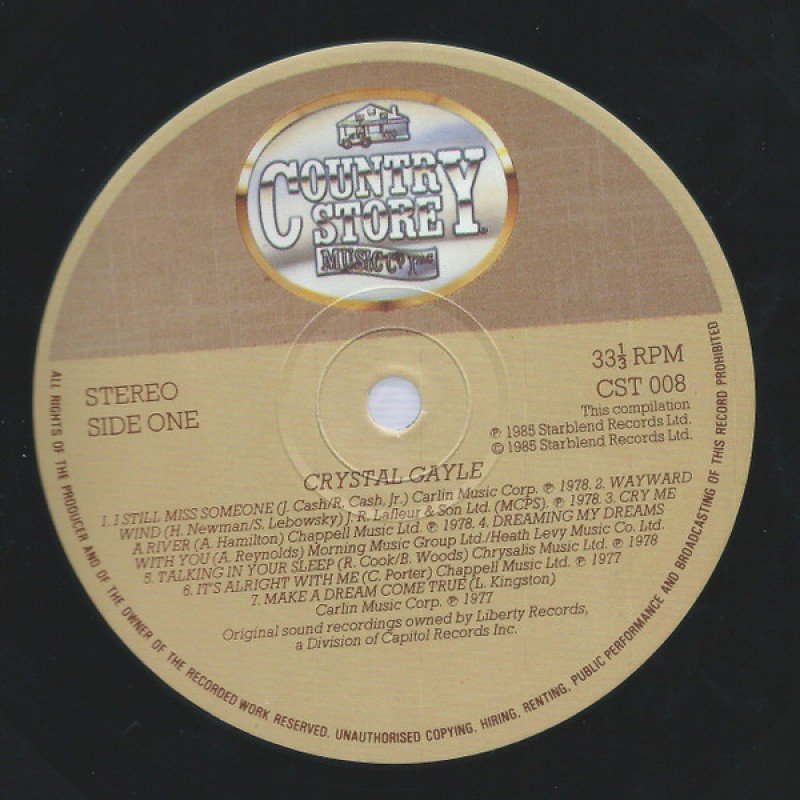 COUNTRY
STORE
MUSIC Co Inc
STEREO
SIDE ONE
33⅓ RPM
CST 008
This compilation
℗ 1985 Starblend Records Ltd.
© 1985 Starblend Records Ltd.
CRYSTAL GAYLE
1. I STILL MISS SOMEONE (J. Cash/R. Cash, Jr.) Carlin Music Corp. ℗ 1978. 2. WAYWARD
WIND (H. Newman/S. Lebowsky) J. R. Lafleur & Son Ltd. (MCPS). ℗ 1978. 3. CRY ME
A RIVER (A. Hamilton) Chappell Music Ltd. ℗ 1978. 4. DREAMING MY DREAMS
WITH YOU (A. Reynolds) Morning Music Group Ltd./Heath Levy Music Co. Ltd.
5. TALKING IN YOUR SLEEP (R. Cook/B. Woods) Chrysalis Music Ltd. ℗ 1978
6. IT'S ALRIGHT WITH ME (C. Porter) Chappell Music Ltd. ℗ 1977
7. MAKE A DREAM COME TRUE (L. Kingston)
Carlin Music Corp. ℗ 1977
Original sound recordings owned by Liberty Records,
a Division of Capitol Records Inc.
ALL RIGHTS OF THE PRODUCER AND OF THE OWNER OF THE RECORDED WORK RESERVED. UNAUTHORISED COPYING, HIRING, RENTING, PUBLIC PERFORMANCE AND BROADCASTING OF THIS RECORD PROHIBITED